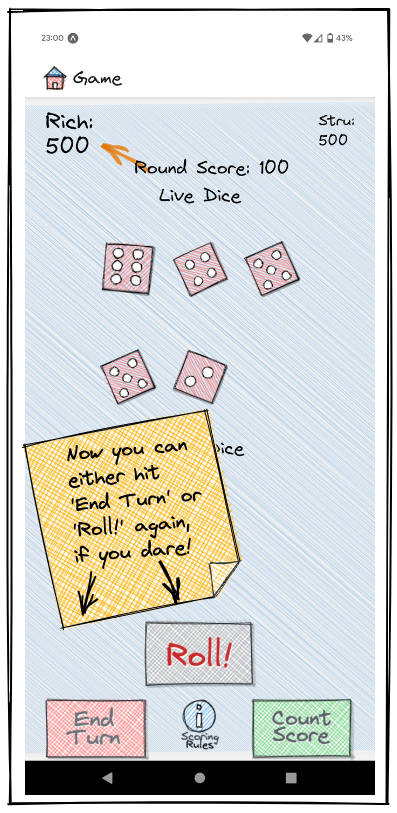 23:00 43%
Game
Rich:
500
Stru:
500
Round Score: 100
Live Dice
Now you can
either hit
'End Turn' or
'Roll!' again,
if you dare!
Roll!
End
Turn
Scoring
Rules
Count
Score